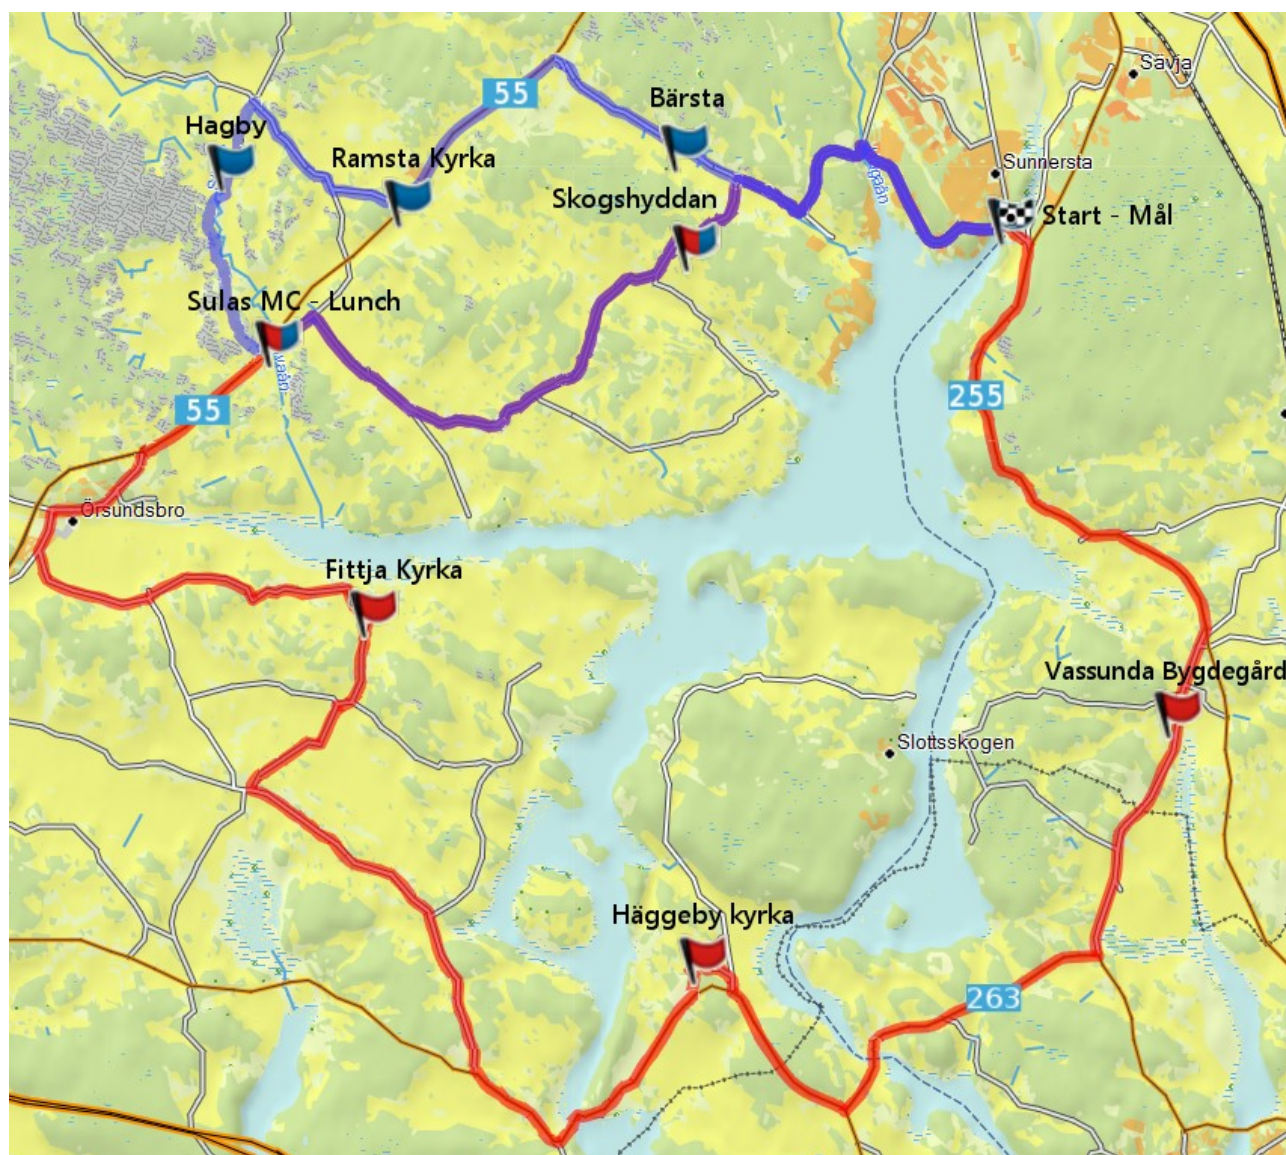 Sävja
55
Bärsta
Hagby
Ramsta Kyrka
Sunnersta
Skogshyddan
Start - Mål
Sulas MC - Lunch
255
55
Örsundsbro
Fittja Kyrka
Vassunda Bygdegård
Slottsskogen
Häggeby kyrka
263